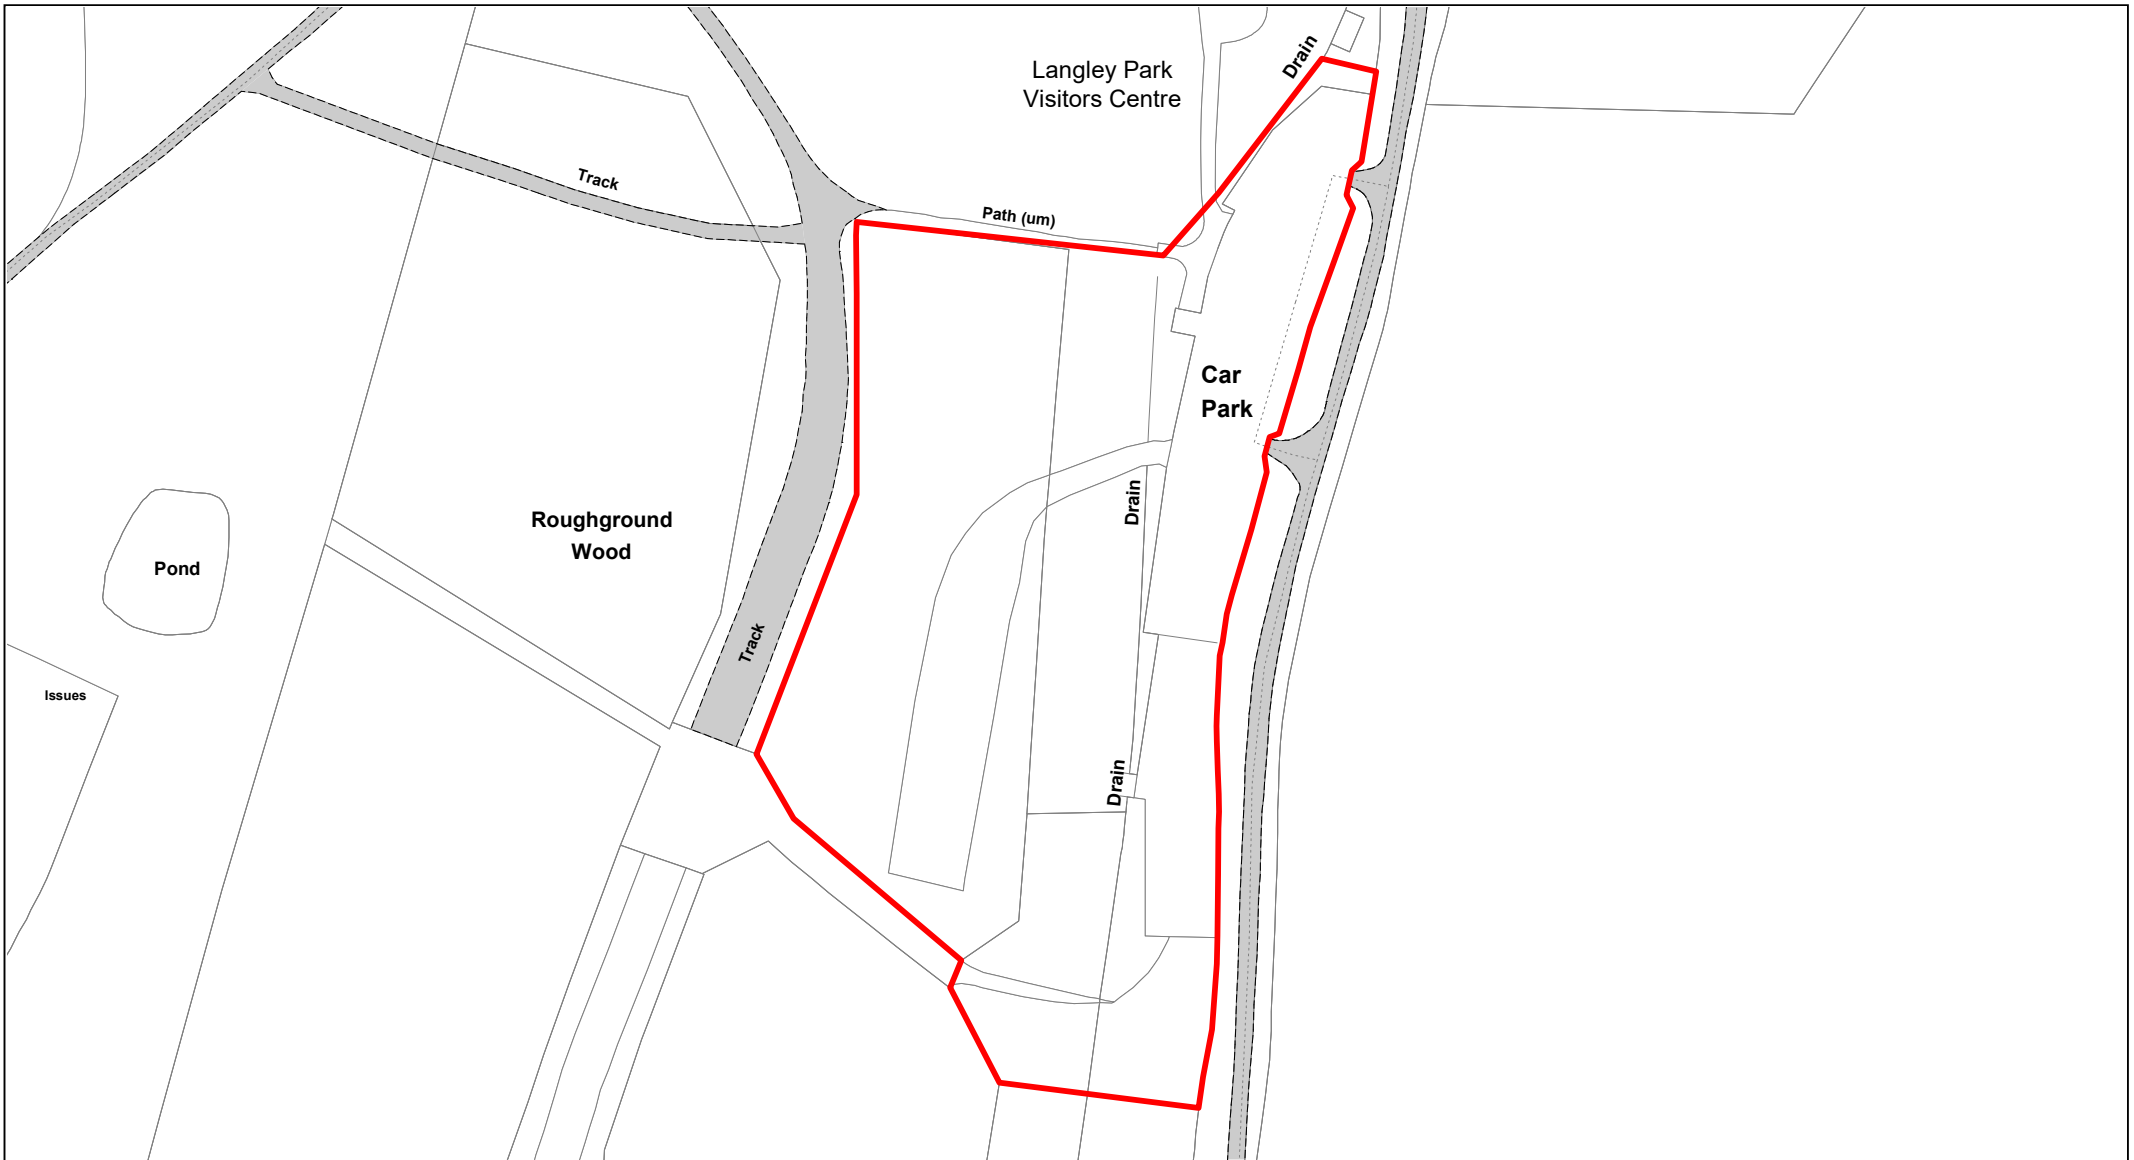 Drain
Langley Park
Visitors Centre
Track
Path (um)
Car
Park
Drain
Roughground
Wood
Pond
Track
Issues
Drain